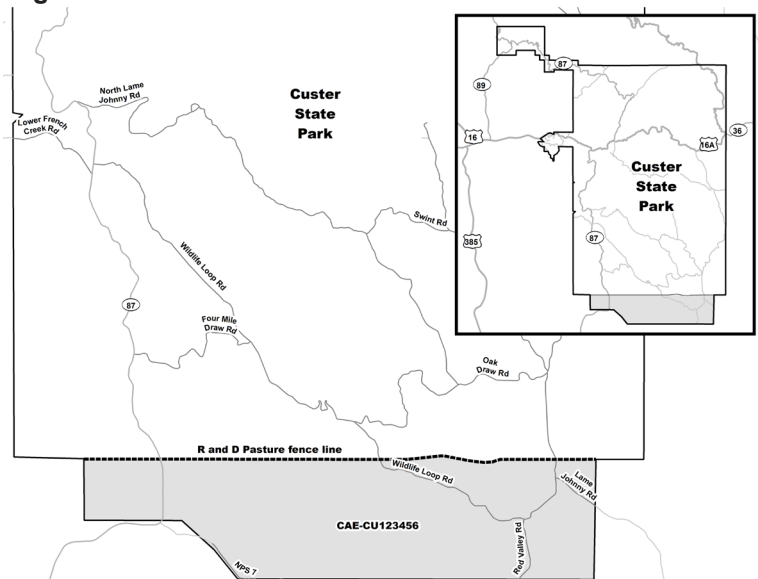 North Lame
Johnny Rd
Lower French
Creek Rd
Custer
State
Park
Swint Rd
Wildlife Loop Rd
87
Four Mile
Draw Rd
Oak
Draw Rd
R and D Pasture fence line
Wildlife Loop Rd
Lame
Johnny Rd
CAE-CU123456
Red Valley Rd
NPS 7
87
89
16
36
16A
Custer
State
Park
385
87